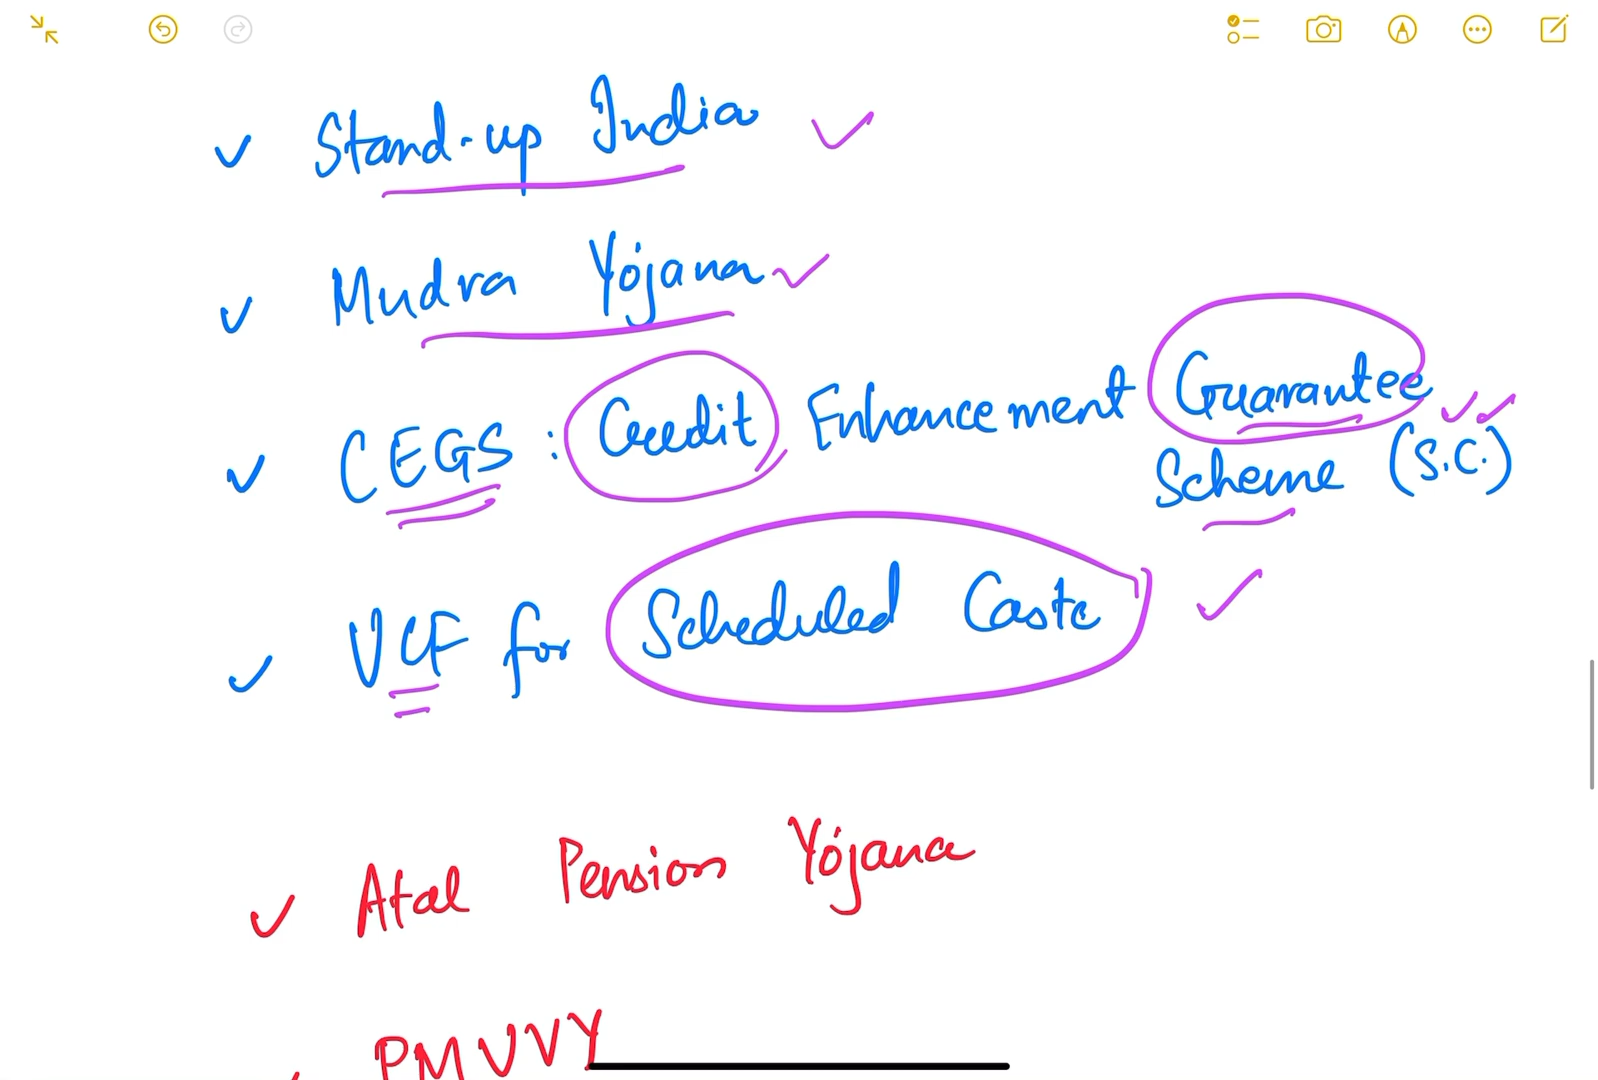 Stand-up India
Mudra Yojana
CEGS : Credit Enhancement Guarantee
Scheme (S.C.)
VCF for Scheduled Caste
Atal Pension Yojana
PMVVY